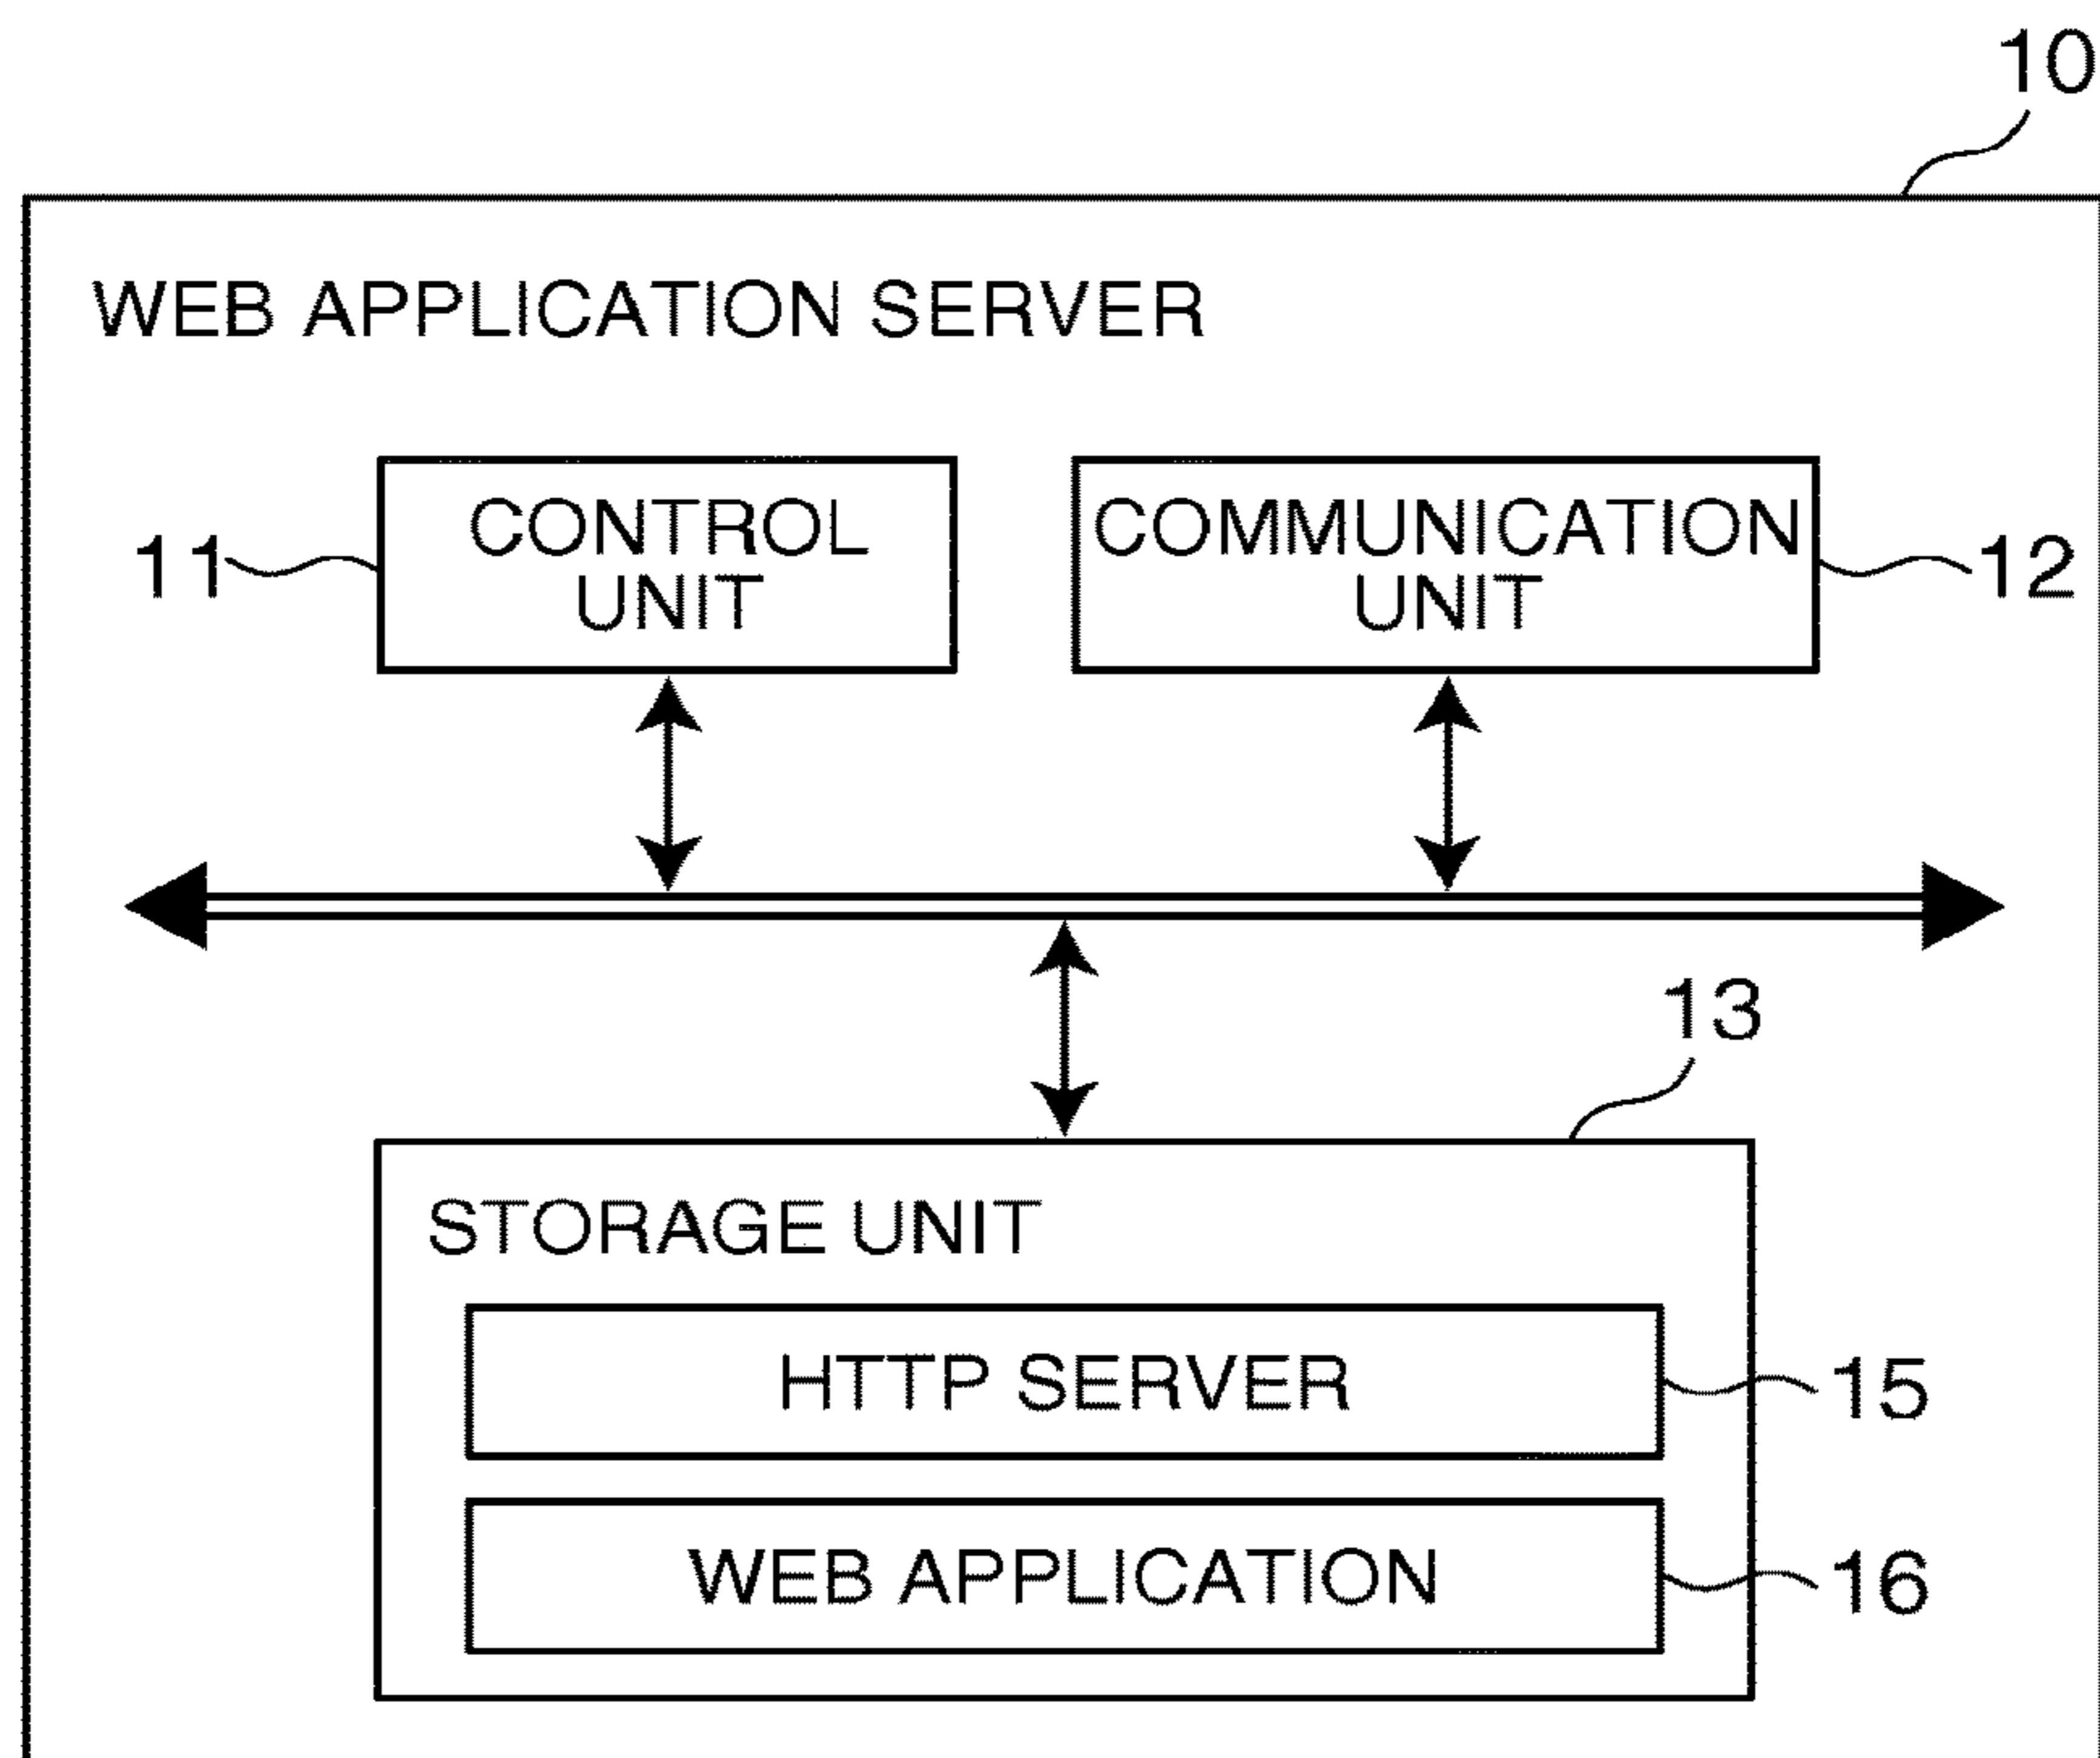 10
WEB APPLICATION SERVER
CONTROL
UNIT
11
COMMUNICATION
UNIT
12
13
STORAGE UNIT
HTTP SERVER
15
WEB APPLICATION
16